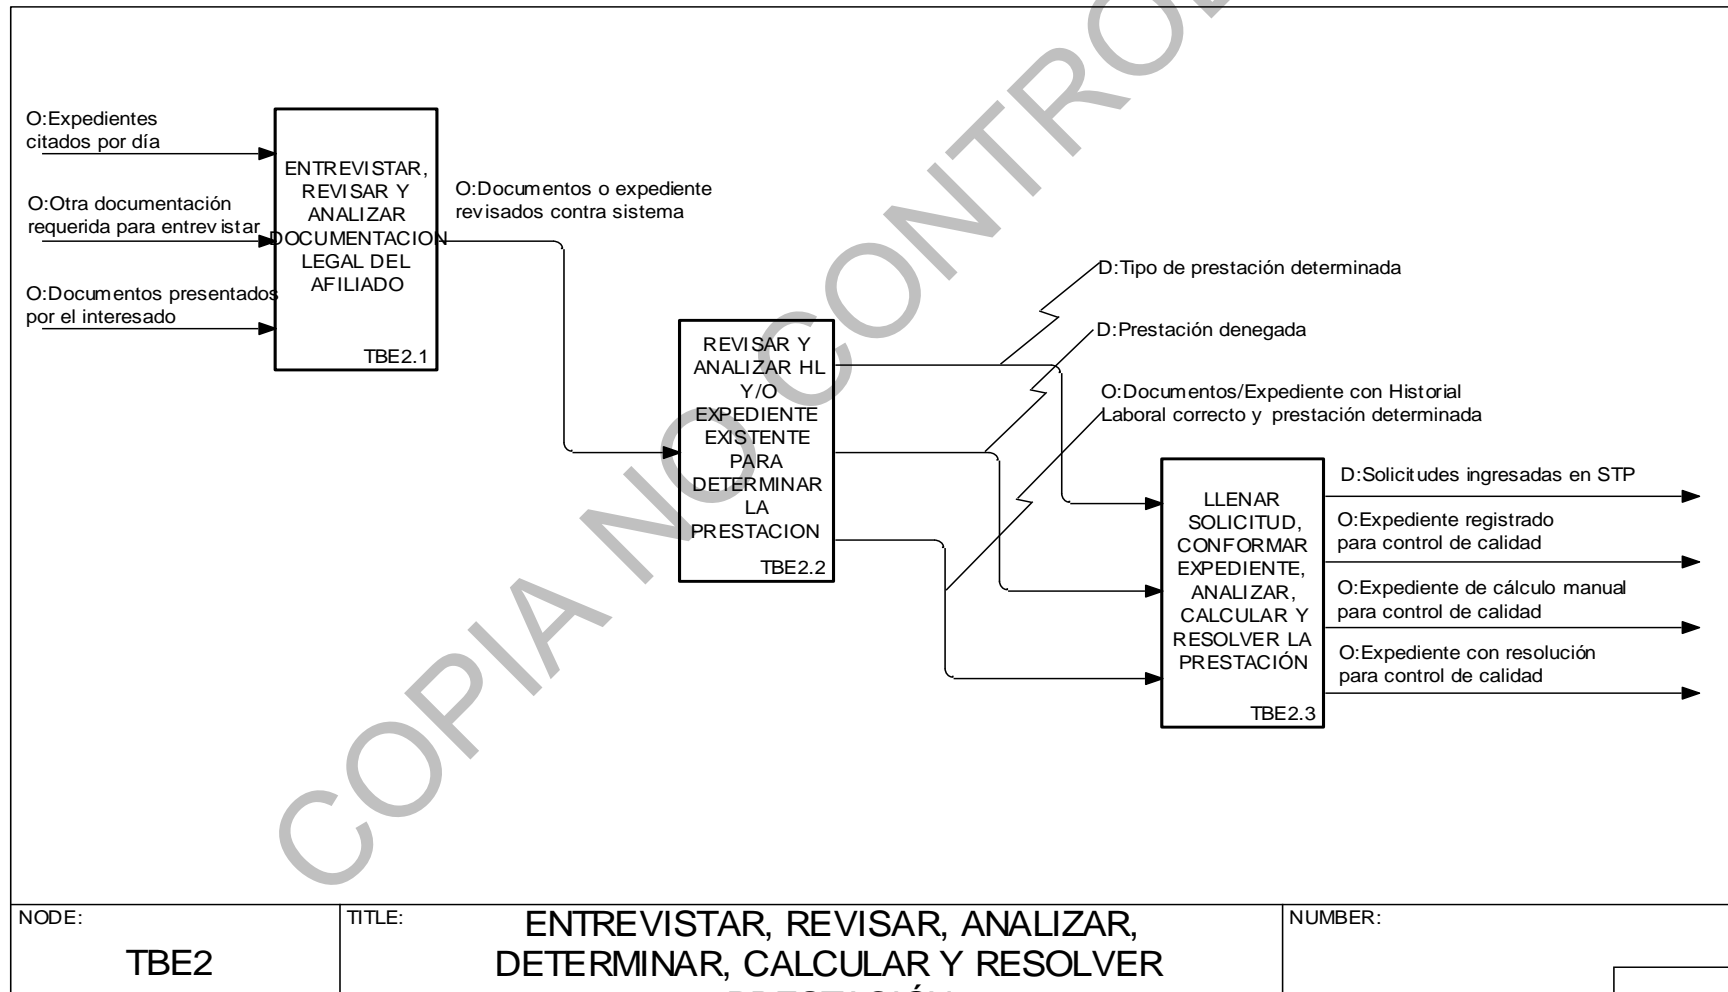 O:Expedientes
citados por día
O:Otra documentación
requerida para entrevistar
O:Documentos presentados
por el interesado
ENTREVISTAR,
REVISAR Y
ANALIZAR
DOCUMENTACION
LEGAL DEL
AFILIADO
TBE2.1
O:Documentos o expediente
revisados contra sistema
REVISAR Y
ANALIZAR HL
Y/O
EXPEDIENTE
EXISTENTE
PARA
DETERMINAR
LA
PRESTACION
TBE2.2
D:Tipo de prestación determinada
D:Prestación denegada
O:Documentos/Expediente con Historial
Laboral correcto y prestación determinada
LLENAR
SOLICITUD,
CONFORMAR
EXPEDIENTE,
ANALIZAR,
CALCULAR Y
RESOLVER LA
PRESTACIÓN
TBE2.3
D:Solicitudes ingresadas en STP
O:Expediente registrado
para control de calidad
O:Expediente de cálculo manual
para control de calidad
O:Expediente con resolución
para control de calidad
COPIA NO CONTROL
NODE:
TBE2
TITLE:
ENTREVISTAR, REVISAR, ANALIZAR,
DETERMINAR, CALCULAR Y RESOLVER
NUMBER: